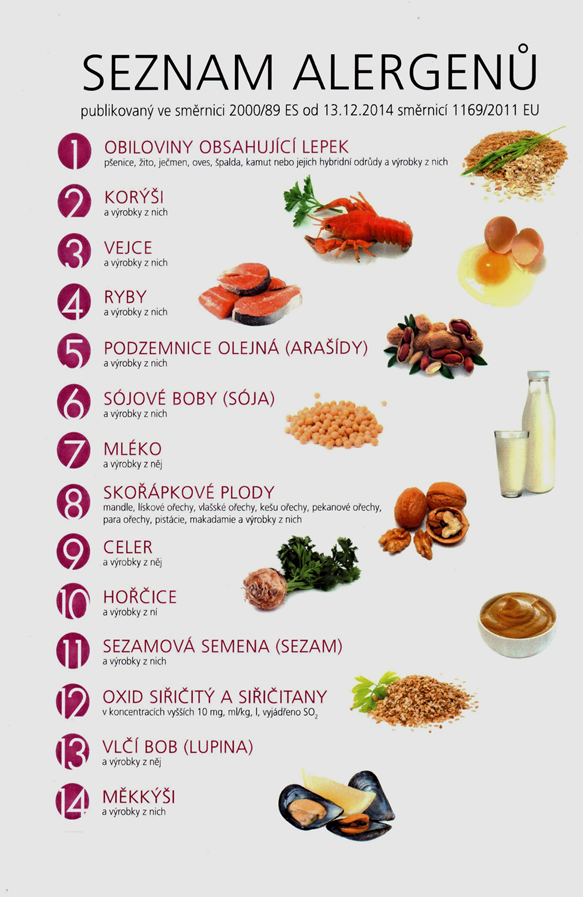 SEZNAM ALERGENŮ
publikovaný ve směrnici 2000/89 ES od 13.12.2014 směrnicí 1169/2011 EU
1 OBILOVINY OBSAHUJÍCÍ LEPEK
pšenice, žito, ječmen, oves, špalda, kamut nebo jejich hybridní odrůdy a výrobky z nich
2 KORÝŠI
a výrobky z nich
3 VEJCE
a výrobky z nich
4 RYBY
a výrobky z nich
5 PODZEMNICE OLEJNÁ (ARAŠÍDY)
a výrobky z nich
6 SÓJOVÉ BOBY (SÓJA)
a výrobky z nich
7 MLÉKO
a výrobky z něj
8 SKOŘÁPKOVÉ PLODY
mandle, lískové ořechy, vlašské ořechy, kešu ořechy, pekanové ořechy,
para ořechy, pistácie, makadamie a výrobky z nich
9 CELER
a výrobky z něj
10 HOŘČICE
a výrobky z ní
11 SEZAMOVÁ SEMENA (SEZAM)
a výrobky z nich
12 OXID SIŘIČITÝ A SIŘIČITANY
v koncentracích vyšších 10 mg, ml/kg, l, vyjádřeno SO₂
13 VLČÍ BOB (LUPINA)
a výrobky z něj
14 MĚKKÝŠI
a výrobky z nich